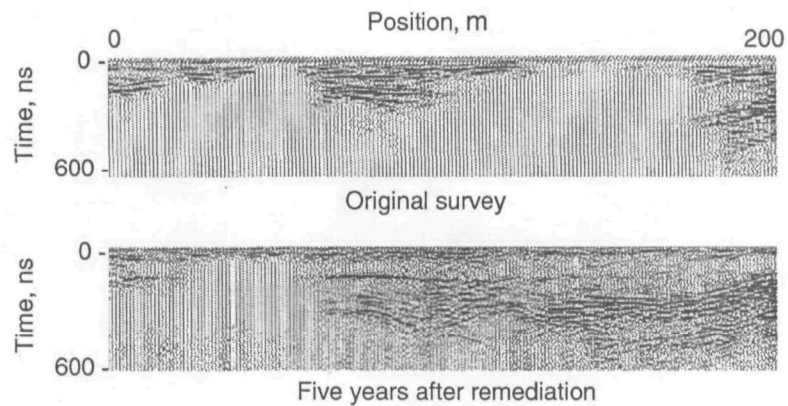 Position, m
0 200
Time, ns
0
600
Original survey
Time, ns
0
600
Five years after remediation